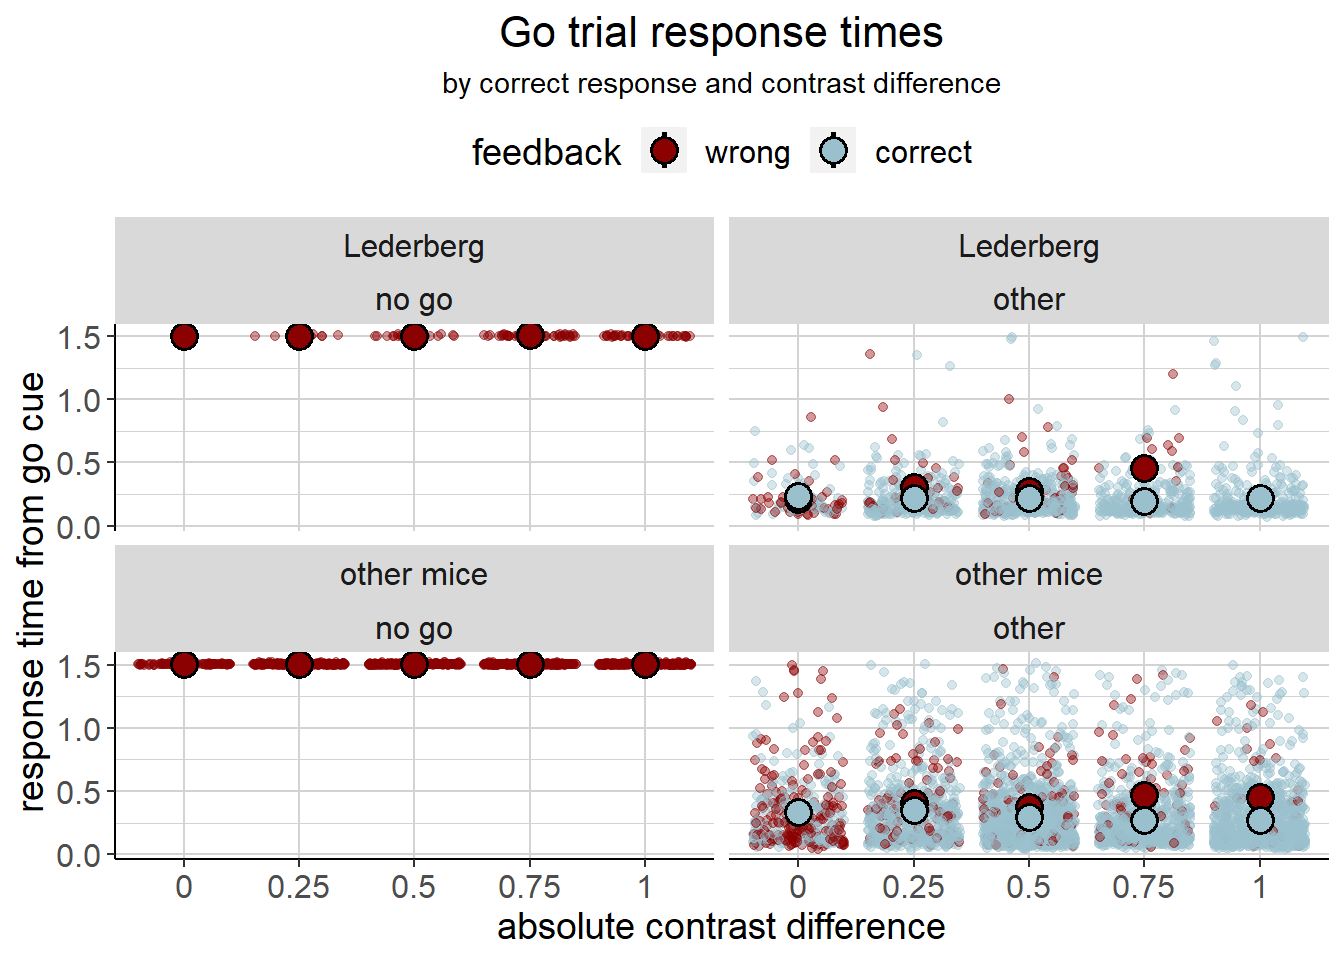 Go trial response times
by correct response and contrast difference
feedback wrong correct
Lederberg
no go
Lederberg
other
1.5
1.0
0.5
0.0
other mice
no go
other mice
other
1.5
1.0
0.5
0.0
response time from go cue
0 0.25 0.5 0.75 1
0 0.25 0.5 0.75 1
absolute contrast difference